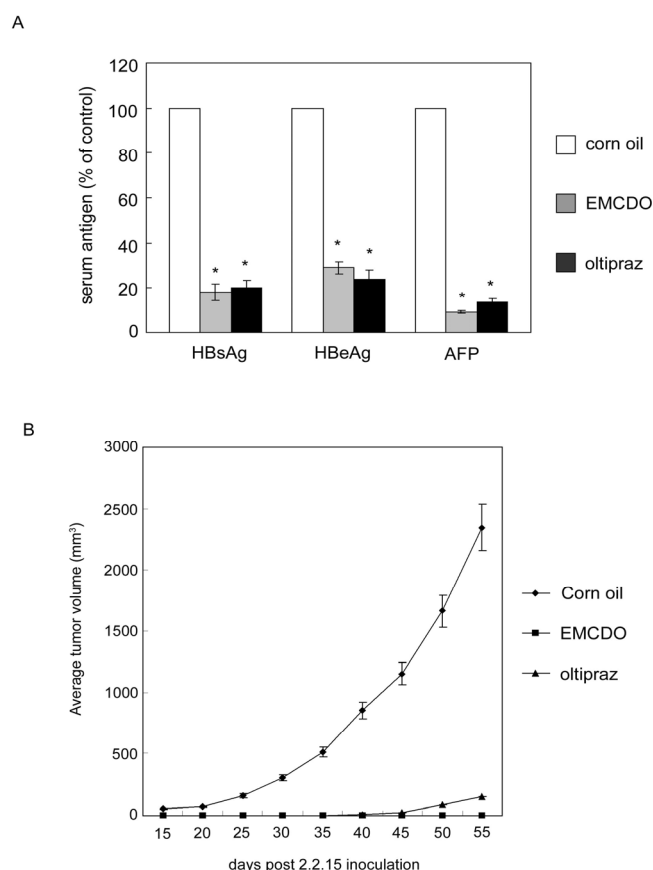 A
serum antigen (% of control)
120
100
80
60
40
20
0
* * * * * *
HBsAg HBeAg AFP
corn oil
EMCDO
oltipraz
B
Average tumor volume (mm³)
3000
2500
2000
1500
1000
500
0
15 20 25 30 35 40 45 50 55
days post 2.2.15 inoculation
Corn oil
EMCDO
oltipraz